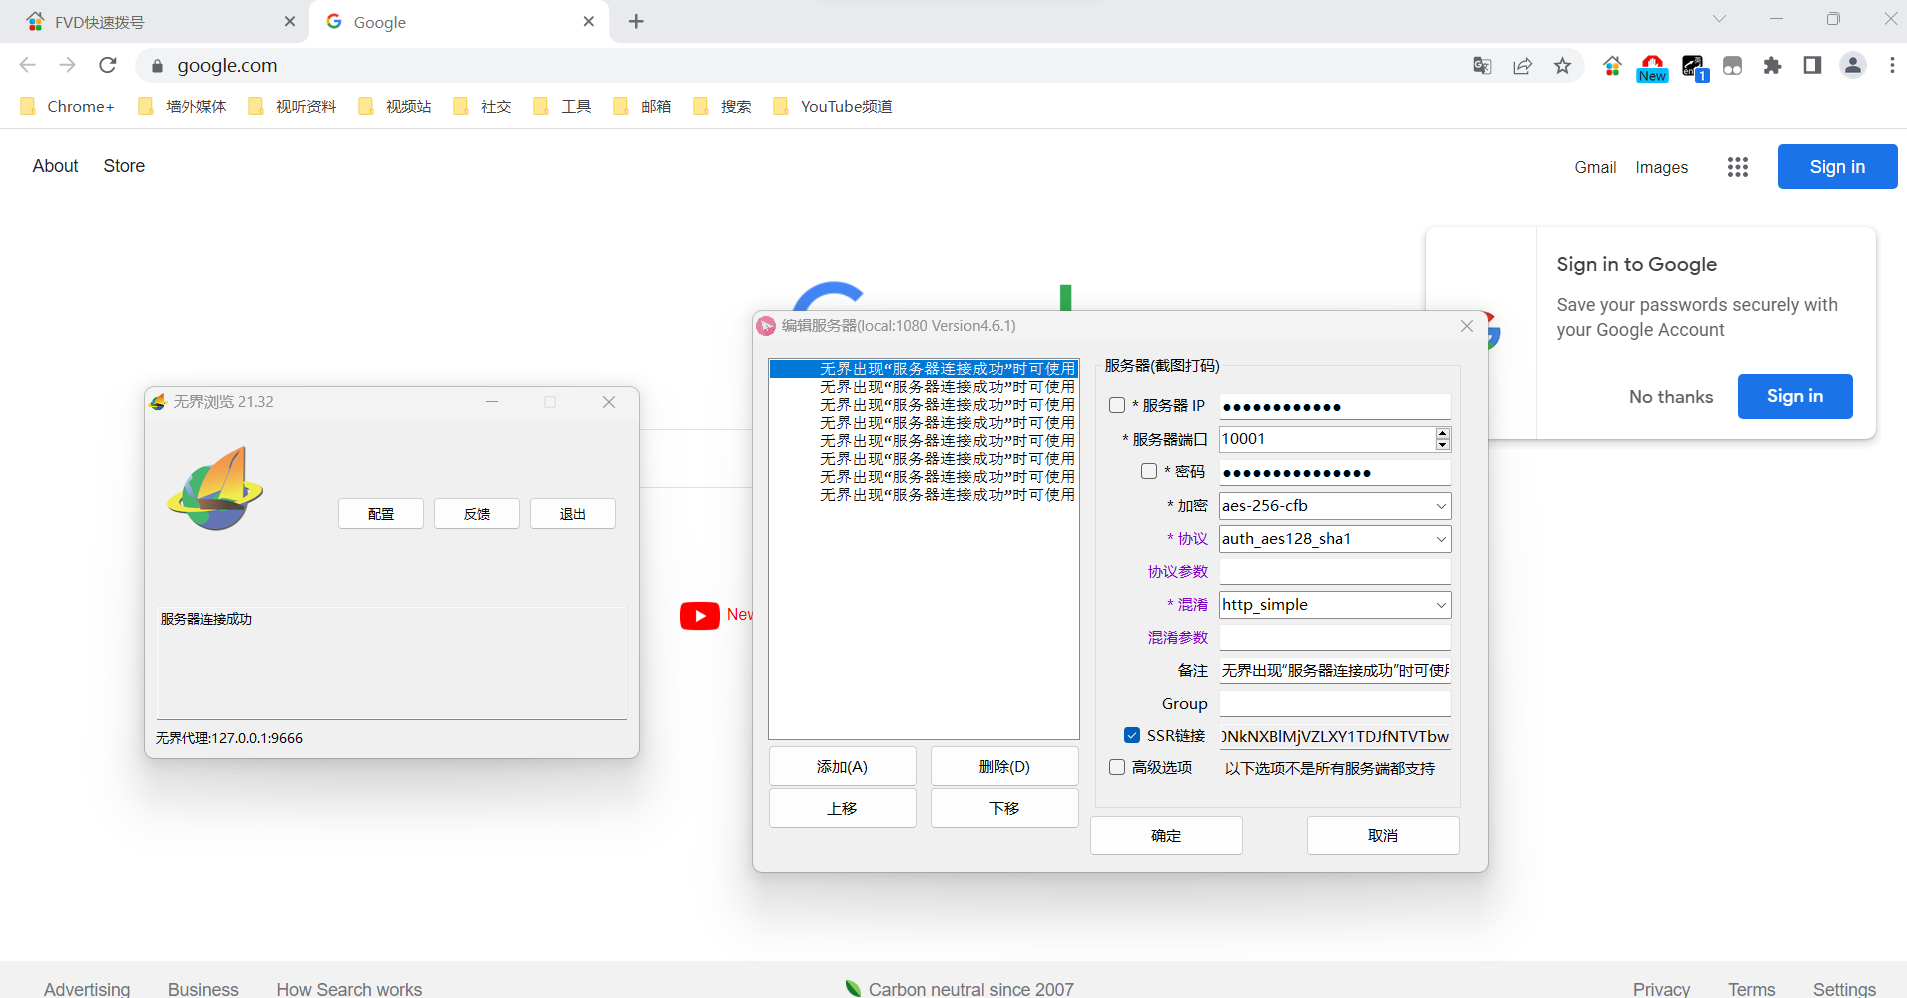 FVD快速拨号
Google
google.com
New
1
Chrome+ 墙外媒体 视听资料 视频站 社交 工具 邮箱 搜索 YouTube频道
About Store
Gmail Images Sign in
Sign in to Google
Save your passwords securely with
your Google Account
No thanks Sign in
无界浏览 21.32
配置 反馈 退出
服务器连接成功
无界代理:127.0.0.1:9666
编辑服务器(local:1080 Version4.6.1)
无界出现“服务器连接成功”时可使用
无界出现“服务器连接成功”时可使用
无界出现“服务器连接成功”时可使用
无界出现“服务器连接成功”时可使用
无界出现“服务器连接成功”时可使用
无界出现“服务器连接成功”时可使用
无界出现“服务器连接成功”时可使用
无界出现“服务器连接成功”时可使用
添加(A) 删除(D)
上移 下移
服务器(截图打码)
* 服务器 IP ●●●●●●●●●●●●
* 服务器端口 10001
* 密码 ●●●●●●●●●●●●●●●
* 加密 aes-256-cfb
* 协议 auth_aes128_sha1
协议参数
* 混淆 http_simple
混淆参数
备注 无界出现“服务器连接成功”时可使用
Group
SSR链接 0NkNXBlMjVZLXY1TDJfNTVTbw
高级选项 以下选项不是所有服务端都支持
确定 取消
Advertising Business How Search works
Carbon neutral since 2007
Privacy Terms Settings